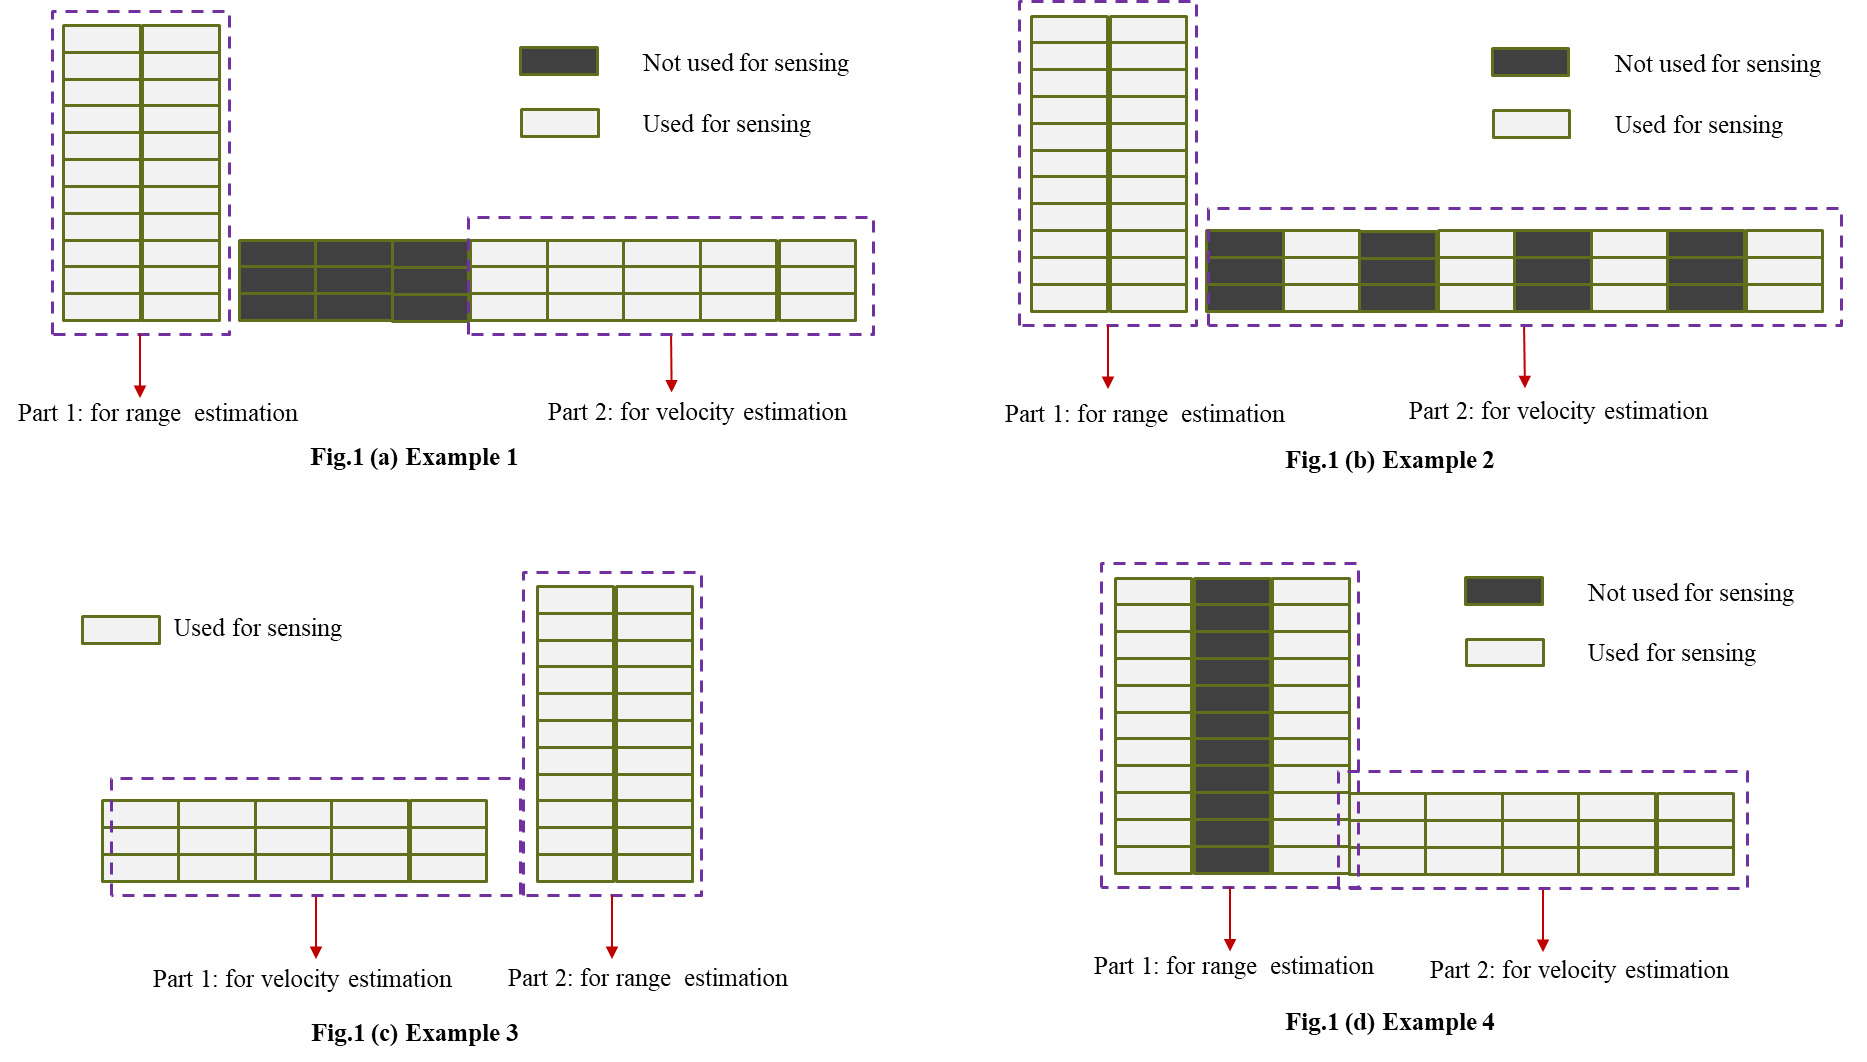 Not used for sensing
Used for sensing
Part 1: for range estimation
Part 2: for velocity estimation
Fig.1 (a) Example 1
Not used for sensing
Used for sensing
Part 1: for range estimation
Part 2: for velocity estimation
Fig.1 (b) Example 2
Used for sensing
Part 1: for velocity estimation
Part 2: for range estimation
Fig.1 (c) Example 3
Not used for sensing
Used for sensing
Part 1: for range estimation
Part 2: for velocity estimation
Fig.1 (d) Example 4